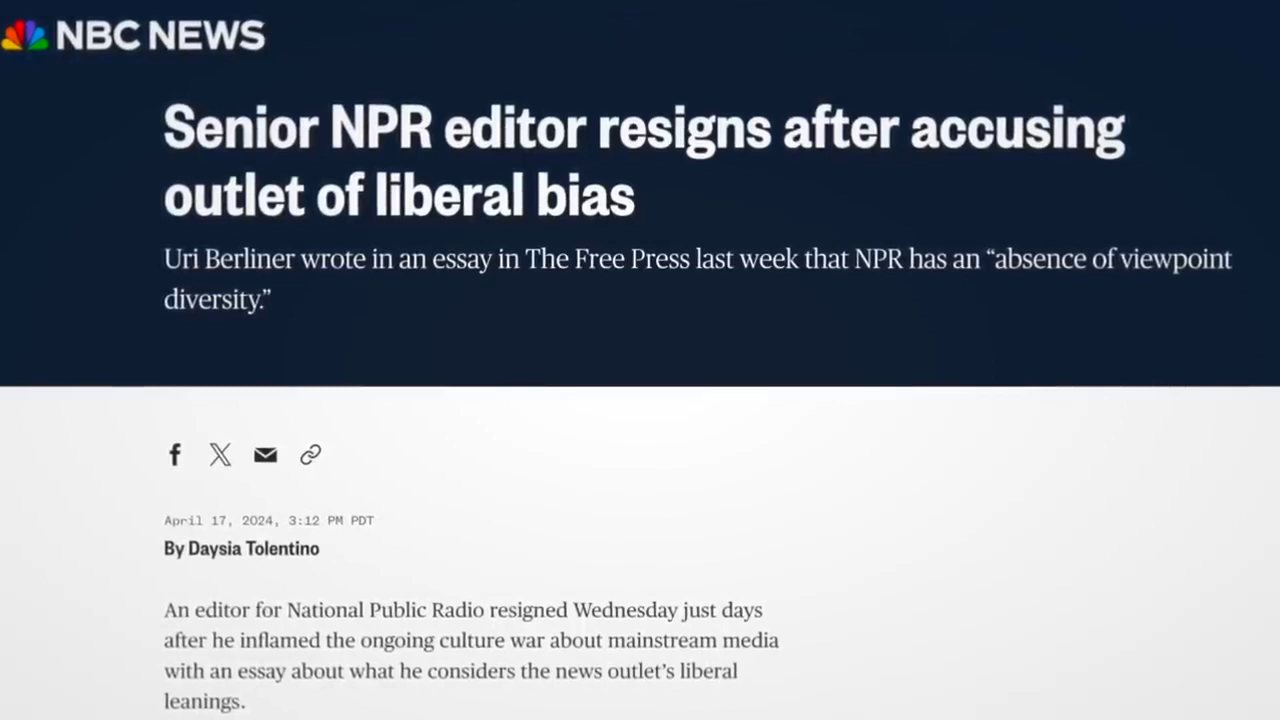 NBC NEWS
Senior NPR editor resigns after accusing
outlet of liberal bias
Uri Berliner wrote in an essay in The Free Press last week that NPR has an “absence of viewpoint
diversity.”
April 17, 2024, 3:12 PM PDT
By Daysia Tolentino
An editor for National Public Radio resigned Wednesday just days
after he inflamed the ongoing culture war about mainstream media
with an essay about what he considers the news outlet’s liberal
leanings.